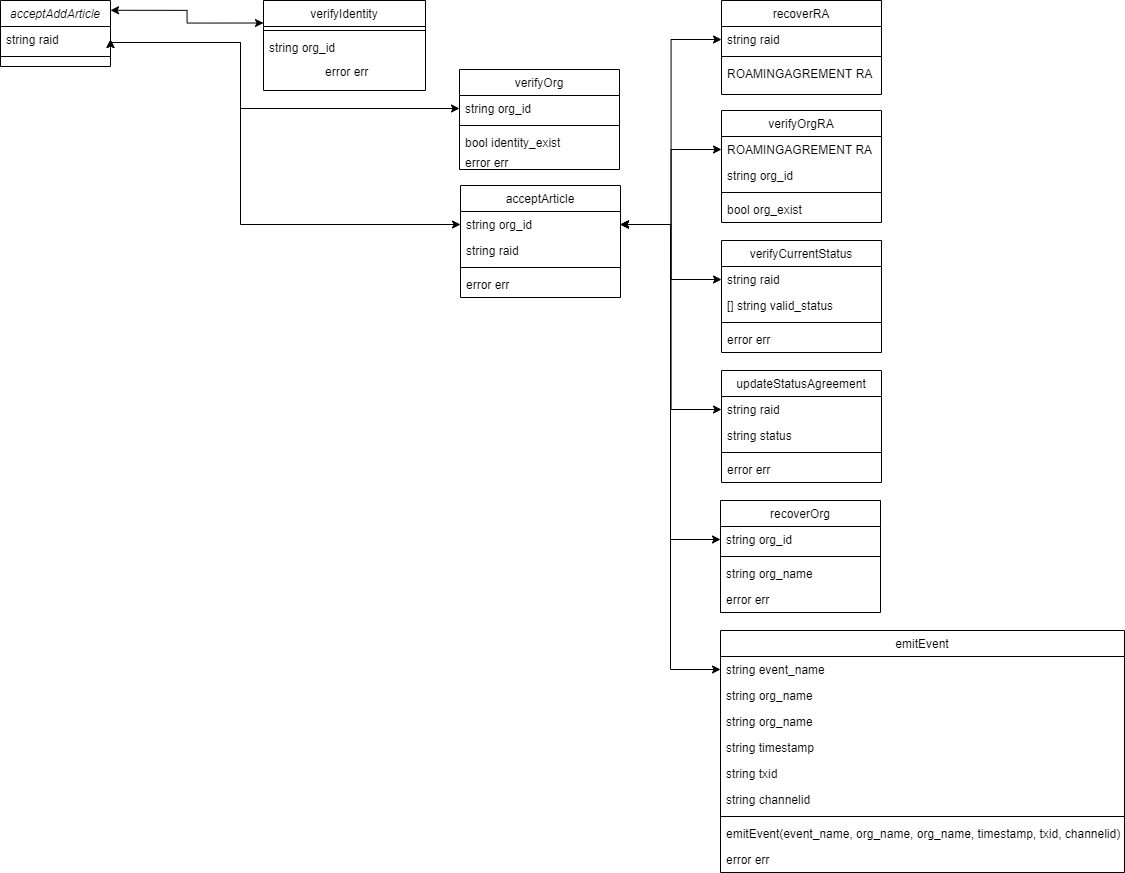 acceptAddArticle
string raid
verifyIdentity
string org_id
error err
verifyOrg
string org_id
bool identity_exist
error err
acceptArticle
string org_id
string raid
error err
recoverRA
string raid
ROAMINGAGREMENT RA
verifyOrgRA
ROAMINGAGREMENT RA
string org_id
bool org_exist
verifyCurrentStatus
string raid
[] string valid_status
error err
updateStatusAgreement
string raid
string status
error err
recoverOrg
string org_id
string org_name
error err
emitEvent
string event_name
string org_name
string org_name
string timestamp
string txid
string channelid
emitEvent(event_name, org_name, org_name, timestamp, txid, channelid)
error err